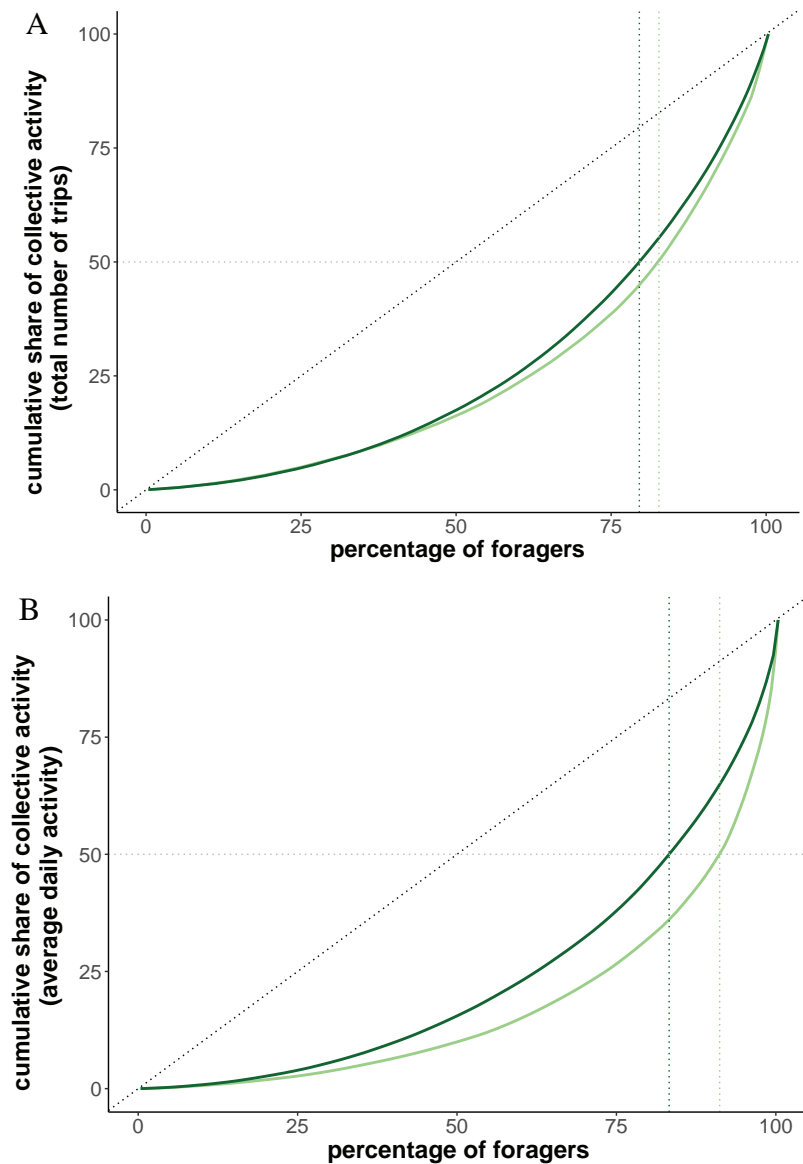 A
cumulative share of collective activity
(total number of trips)
100
75
50
25
0
0 25 50 75 100
percentage of foragers
B
cumulative share of collective activity
(average daily activity)
100
75
50
25
0
0 25 50 75 100
percentage of foragers